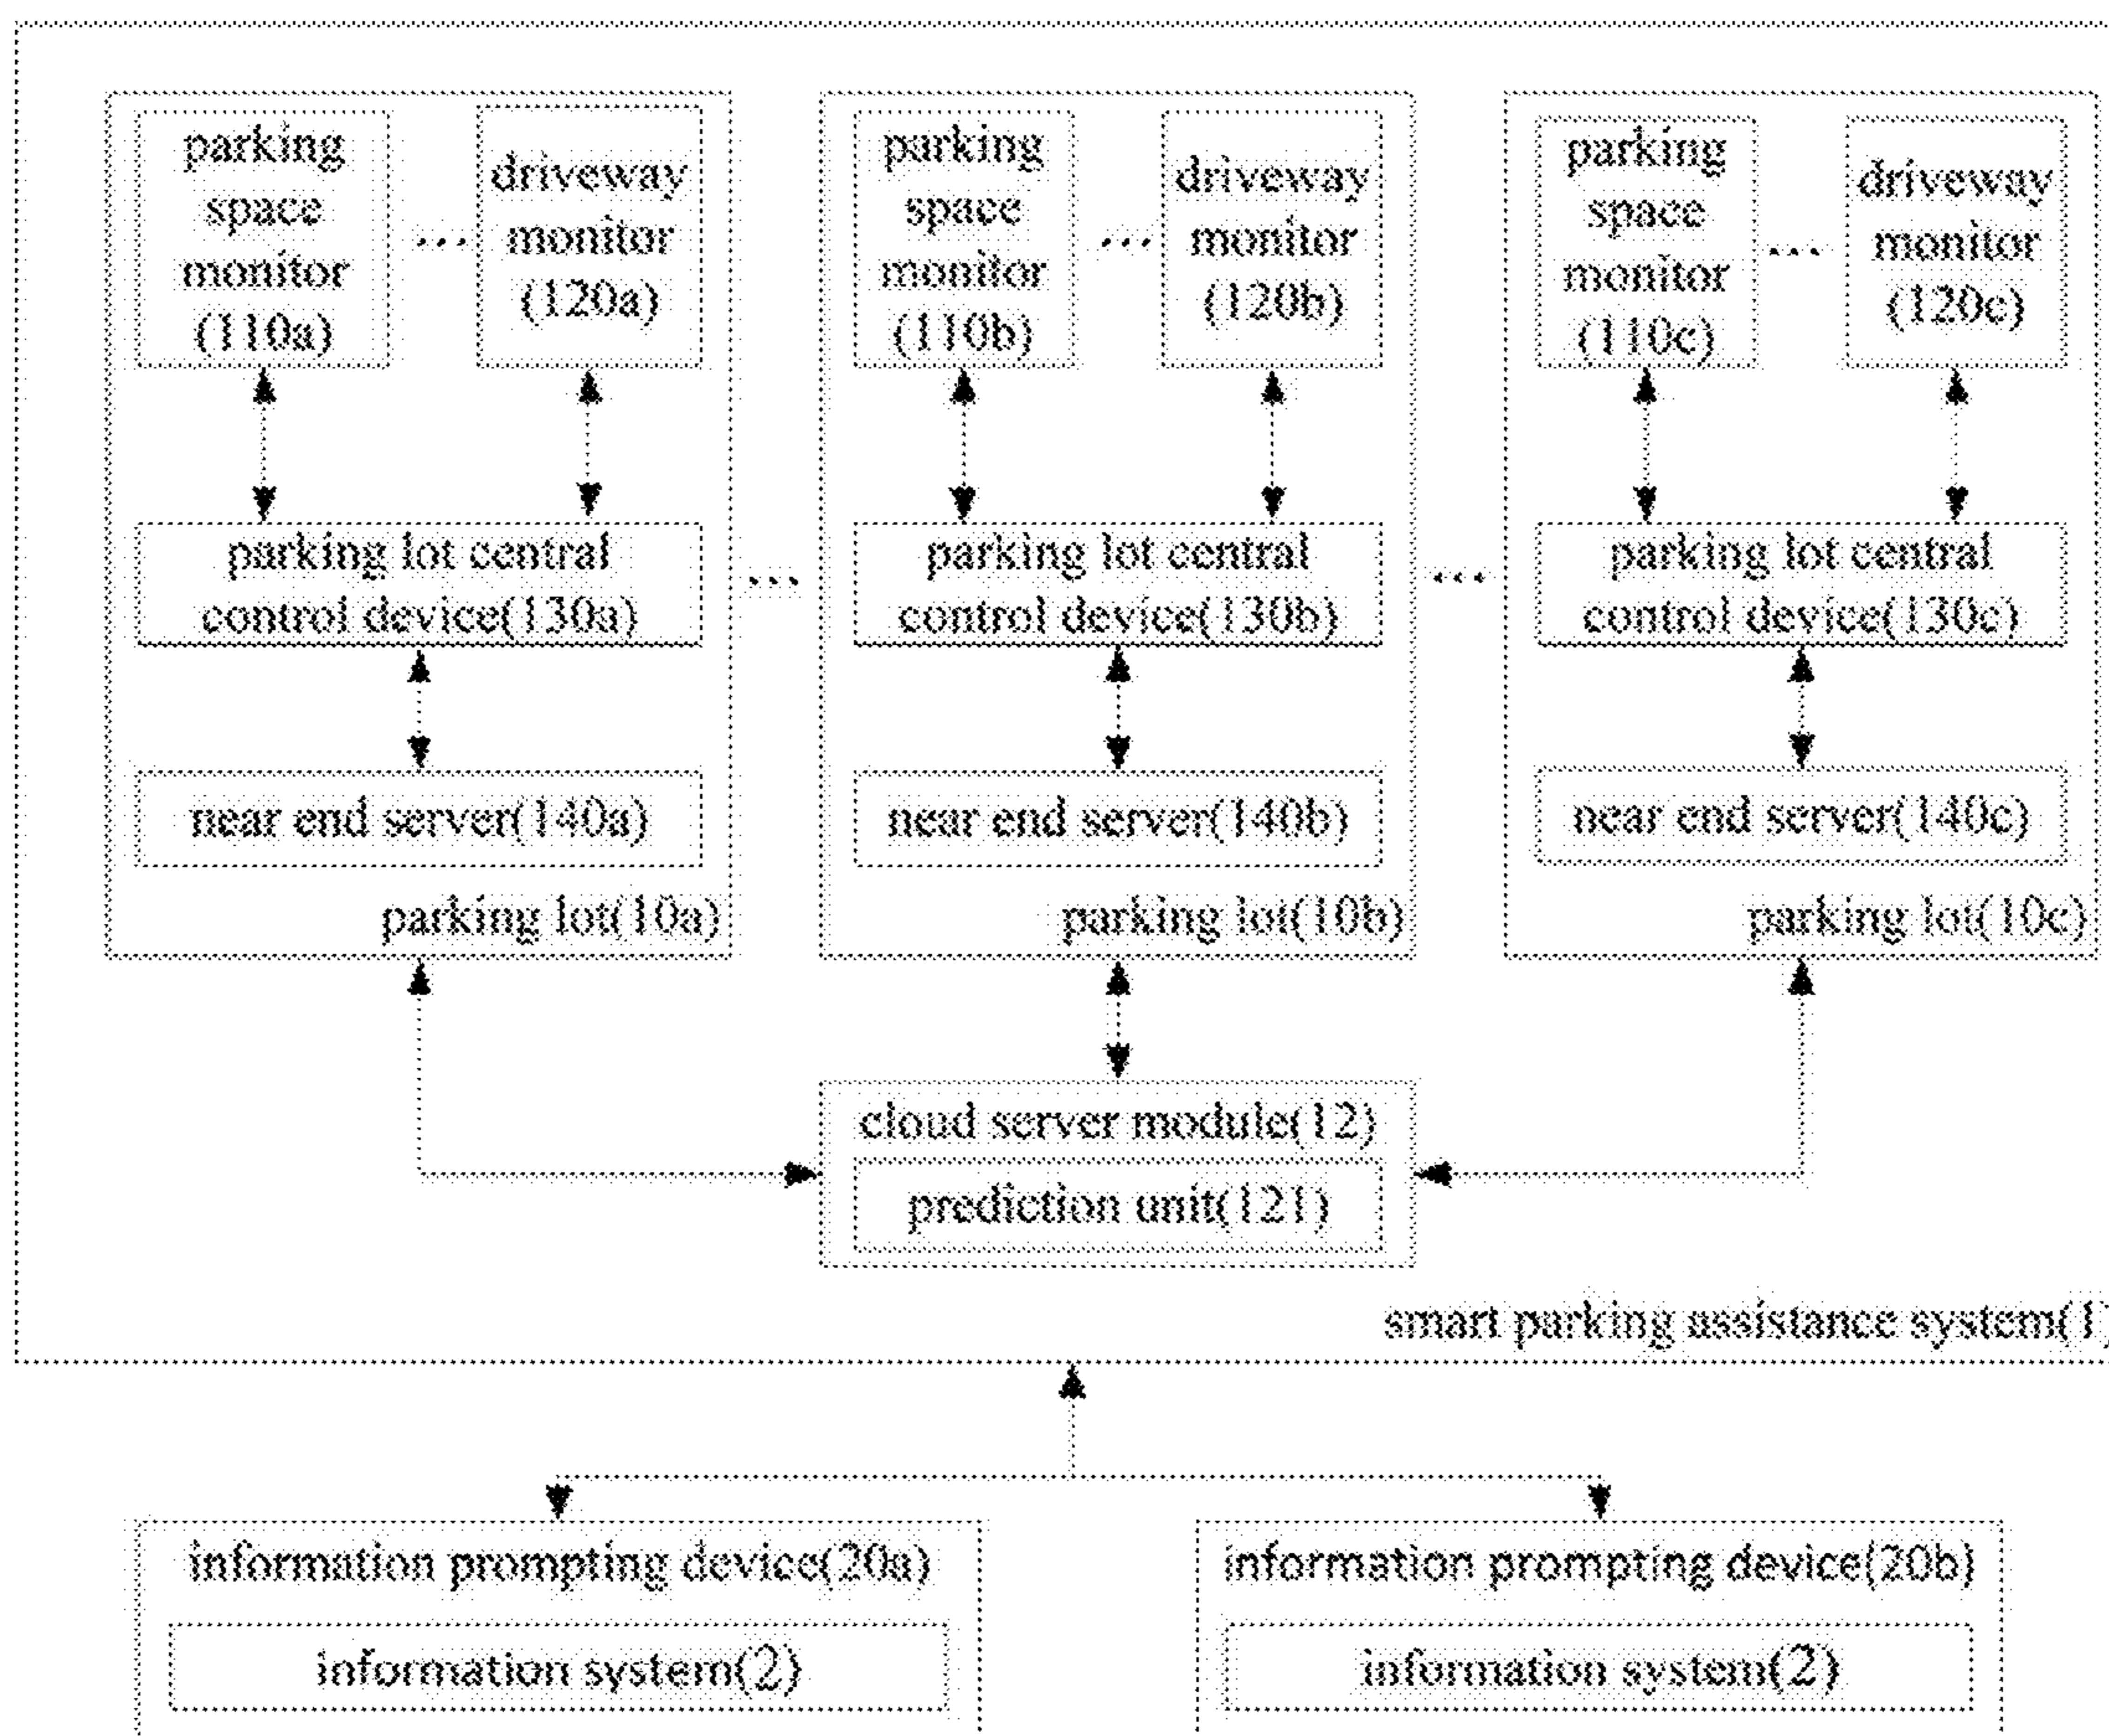 parking
space
monitor
(110a)
...
driveway
monitor
(120a)
parking lot central
control device(130a)
near end server(140a)
parking lot(10a)
...
parking
space
monitor
(110b)
...
driveway
monitor
(120b)
parking lot central
control device(130b)
near end server(140b)
parking lot(10b)
...
parking
space
monitor
(110c)
...
driveway
monitor
(120c)
parking lot central
control device(130c)
near end server(140c)
parking lot(10c)
cloud server module(12)
prediction unit(121)
smart parking assistance system(1)
information prompting device(20a)
information system(2)
information prompting device(20b)
information system(2)